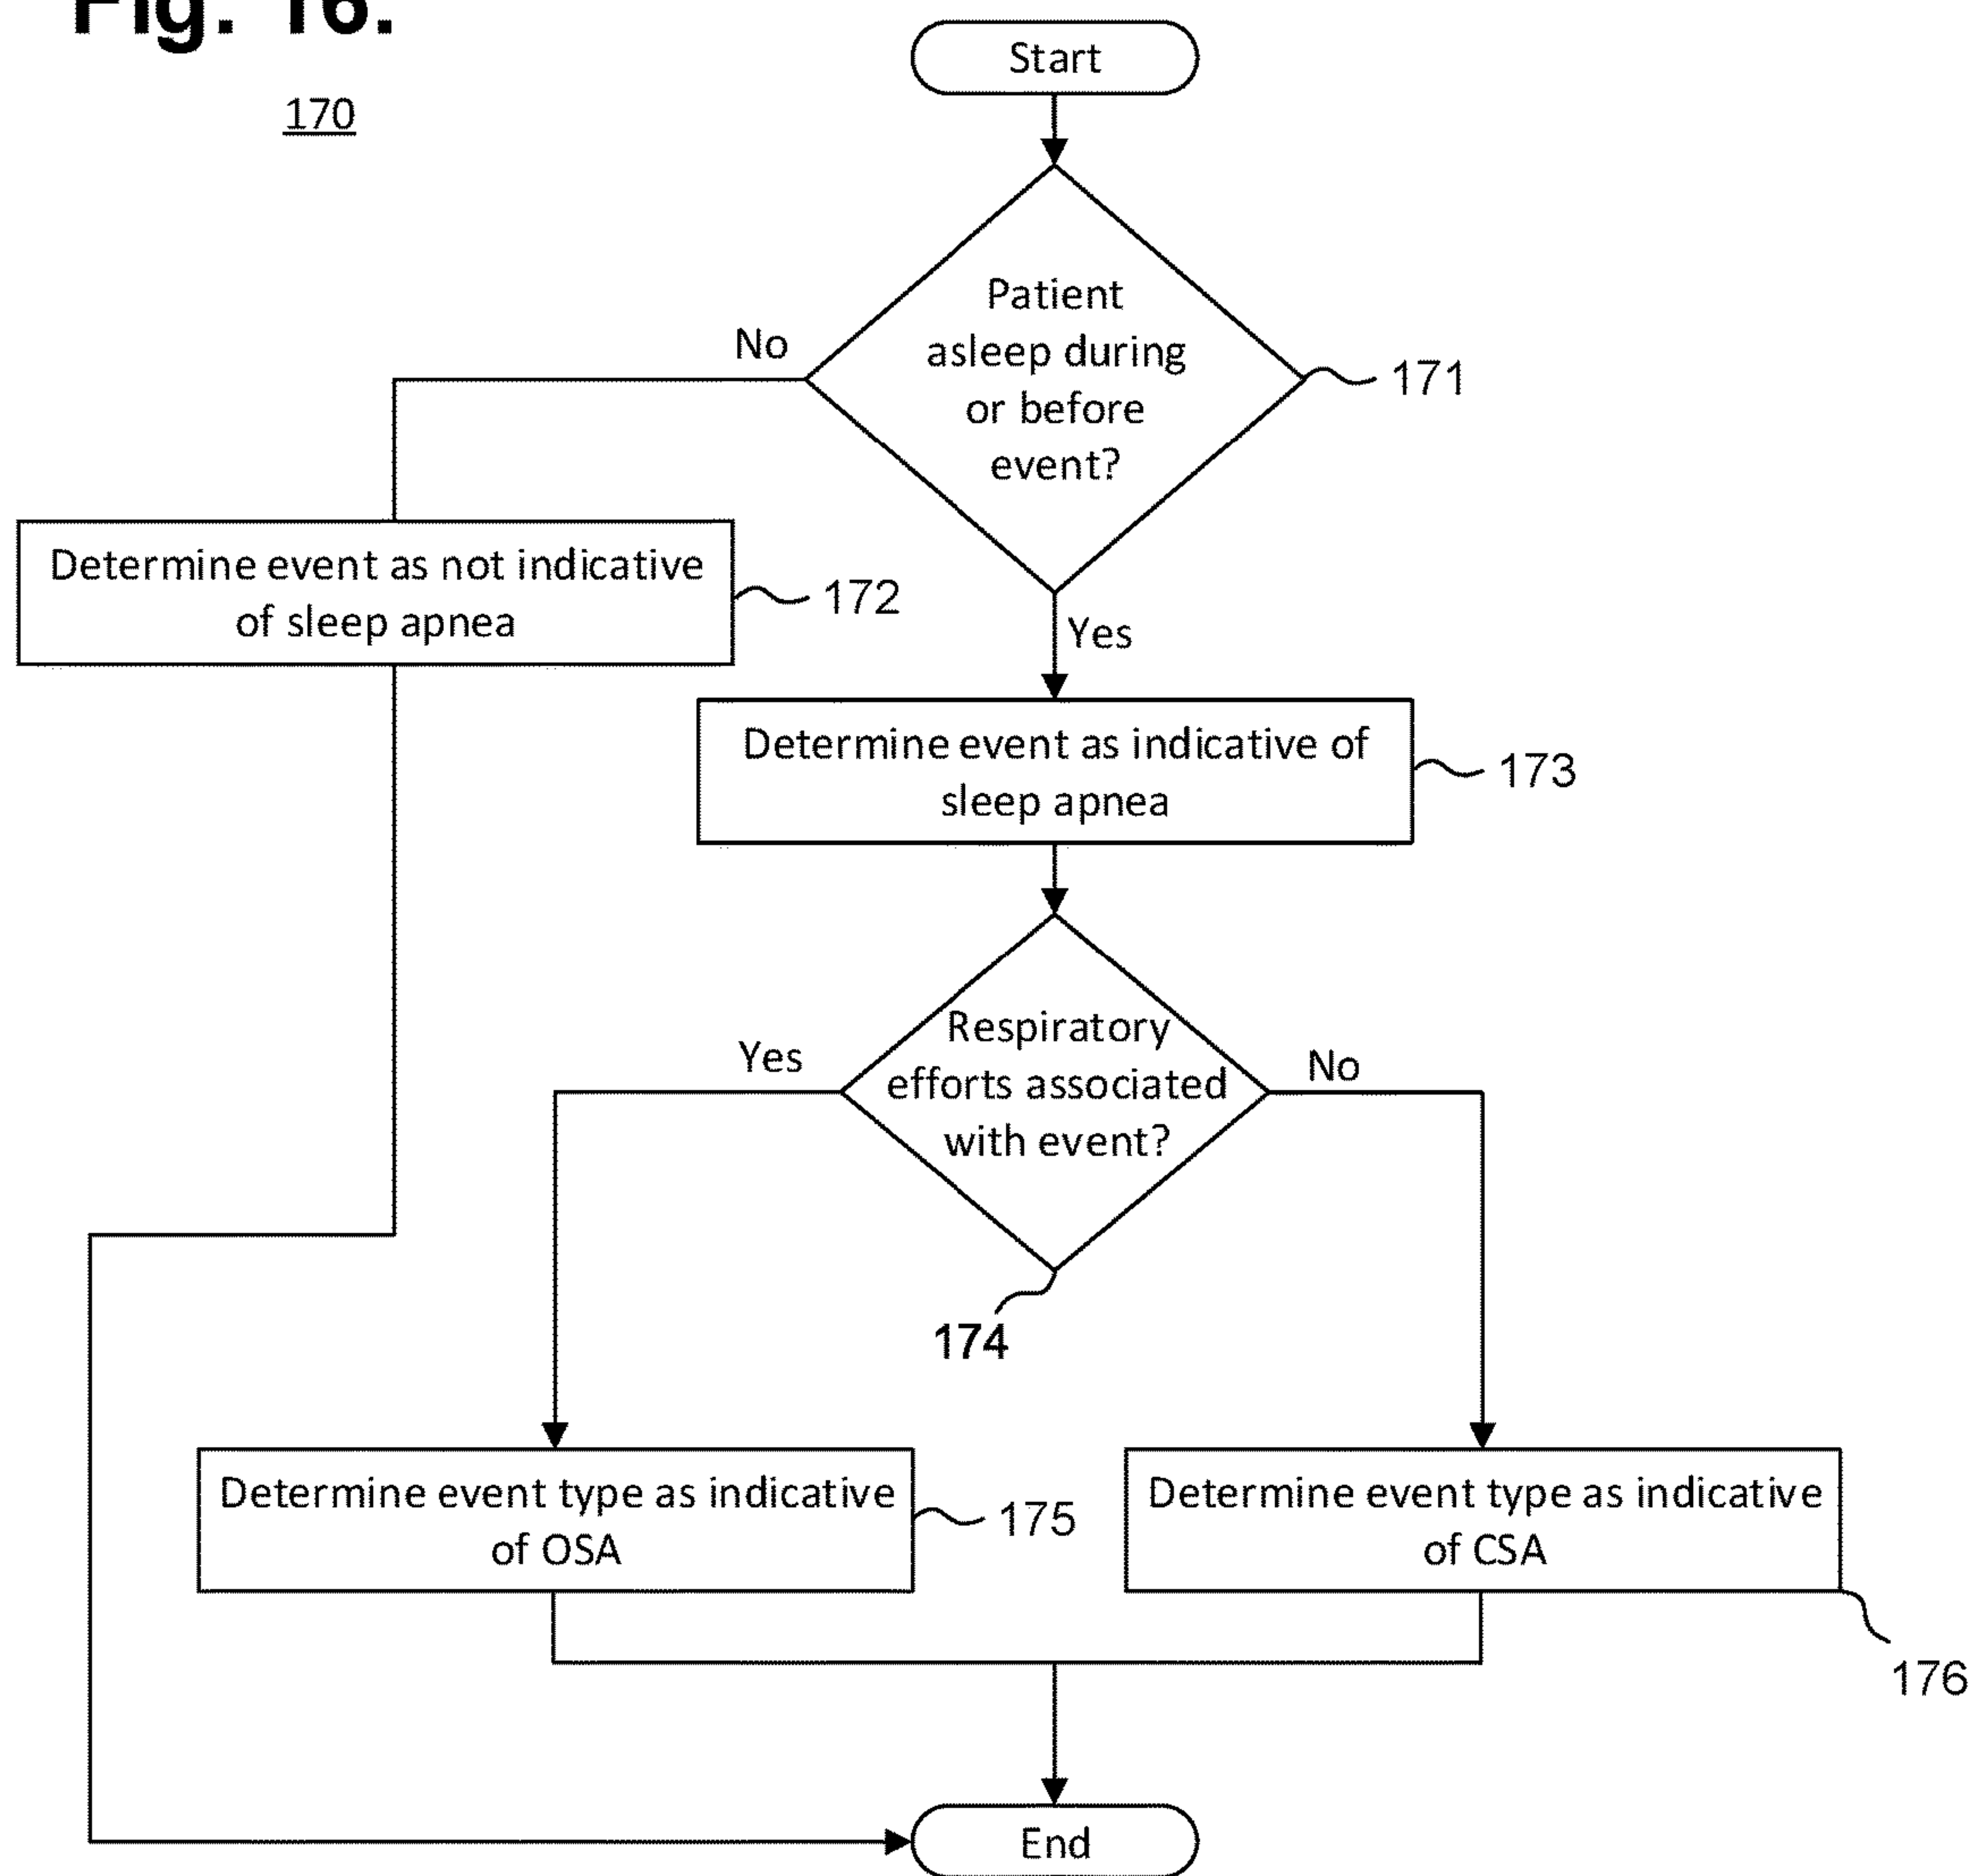 Fig. 16.
170
Start
Patient
asleep during
or before
event?
No
171
Determine event as not indicative
of sleep apnea
172
Yes
Determine event as indicative of
sleep apnea
173
Respiratory
efforts associated
with event?
Yes
No
174
Determine event type as indicative
of OSA
175
Determine event type as indicative
of CSA
176
End